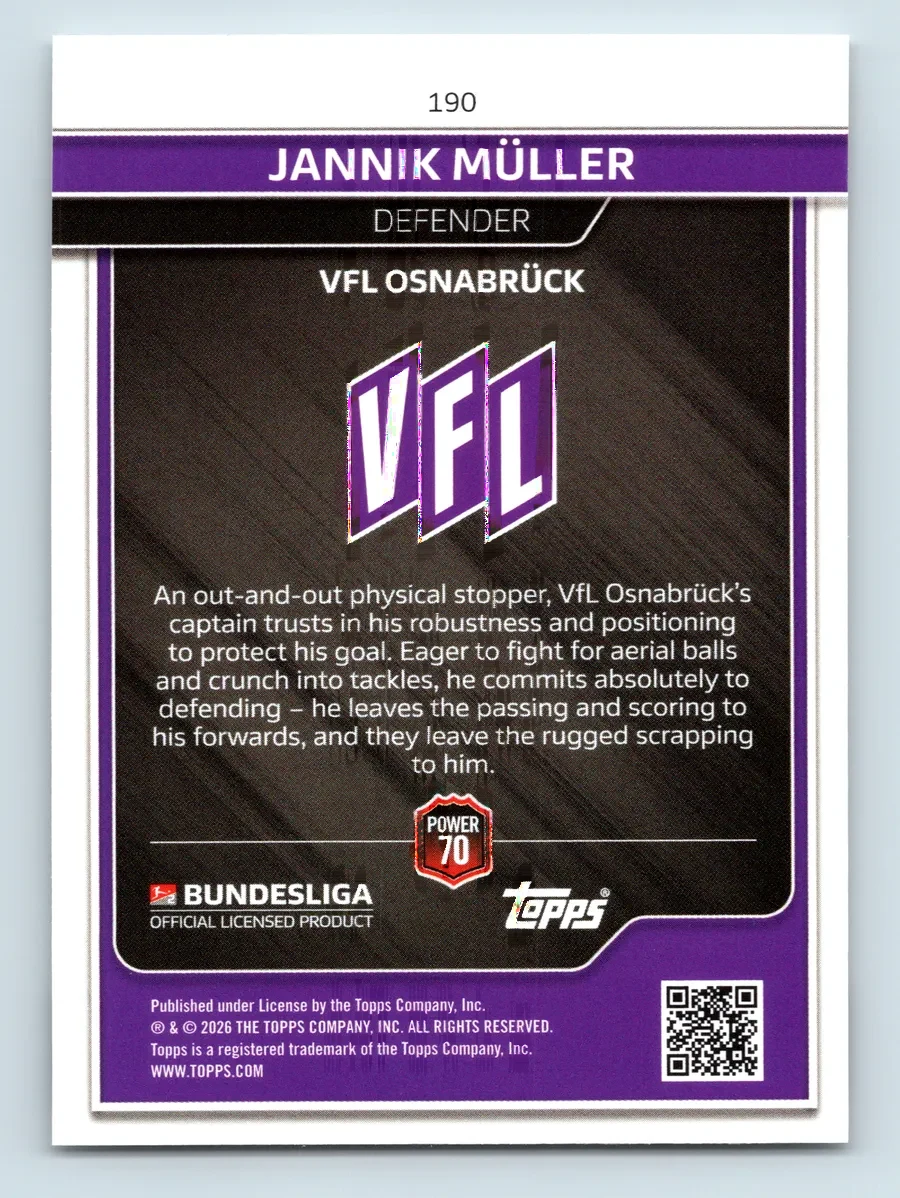 190
JANNIK MÜLLER
DEFENDER
VFL OSNABRÜCK
VFL
An out-and-out physical stopper, VfL Osnabrück's
captain trusts in his robustness and positioning
to protect his goal. Eager to fight for aerial balls
and crunch into tackles, he commits absolutely to
defending – he leaves the passing and scoring to
his forwards, and they leave the rugged scrapping
to him.
POWER
70
2 BUNDESLIGA
OFFICIAL LICENSED PRODUCT
topps®
Published under License by the Topps Company, Inc.
® & © 2026 THE TOPPS COMPANY, INC. ALL RIGHTS RESERVED.
Topps is a registered trademark of the Topps Company, Inc.
WWW.TOPPS.COM